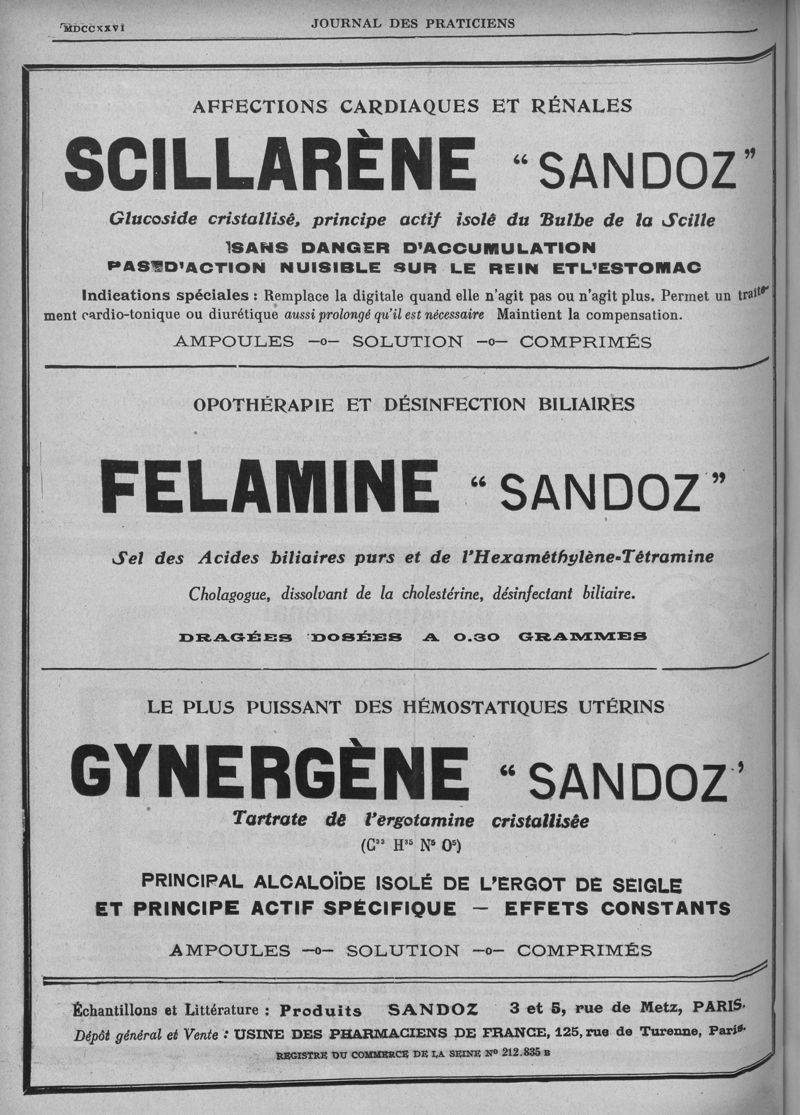 MDCCXXVI
JOURNAL DES PRATICIENS
AFFECTIONS CARDIAQUES ET RÉNALES
SCILLARÈNE “SANDOZ”
Glucoside cristallisé, principe actif isolé du Bulbe de la Scille
SANS DANGER D'ACCUMULATION
PAS D'ACTION NUISIBLE SUR LE REIN ET L'ESTOMAC
Indications spéciales : Remplace la digitale quand elle n'agit pas ou n'agit plus. Permet un traite-
ment cardio-tonique ou diurétique aussi prolongé qu'il est nécessaire Maintient la compensation.
AMPOULES —o— SOLUTION —o— COMPRIMÉS
OPOTHÉRAPIE ET DÉSINFECTION BILIAIRES
FELAMINE “SANDOZ”
Sel des Acides biliaires purs et de l'Hexaméthylène-Tétramine
Cholagogue, dissolvant de la cholestérine, désinfectant biliaire.
DRAGÉES DOSÉES A 0.30 GRAMMES
LE PLUS PUISSANT DES HÉMOSTATIQUES UTÉRINS
GYNERGÈNE “SANDOZ’
Tartrate dê l'ergotamine cristallisée
(C³³ H³⁵ N⁵ O⁵)
PRINCIPAL ALCALOÏDE ISOLÉ DE L'ERGOT DE SEIGLE
ET PRINCIPE ACTIF SPÉCIFIQUE — EFFETS CONSTANTS
AMPOULES —o— SOLUTION —o— COMPRIMÉS
Échantillons et Littérature : Produits SANDOZ 3 et 5, rue de Metz, PARIS.
Dépôt général et Vente : USINE DES PHARMACIENS DE FRANCE, 125, rue de Turenne, Paris.
REGISTRE DU COMMERCE DE LA SEINE Nº 212.835 B